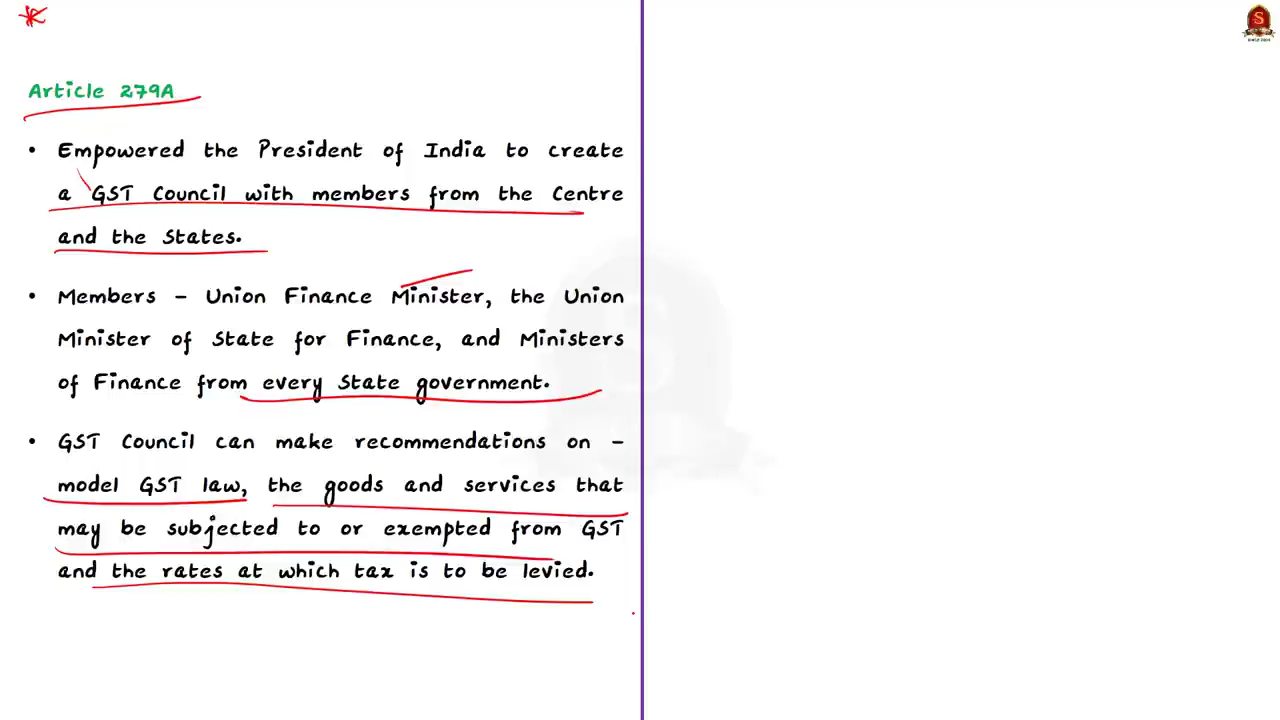 Article 279A
• Empowered the President of India to create
a GST Council with members from the Centre
and the States.
• Members – Union Finance Minister, the Union
Minister of State for Finance, and Ministers
of Finance from every State government.
• GST Council can make recommendations on –
model GST law, the goods and services that
may be subjected to or exempted from GST
and the rates at which tax is to be levied.